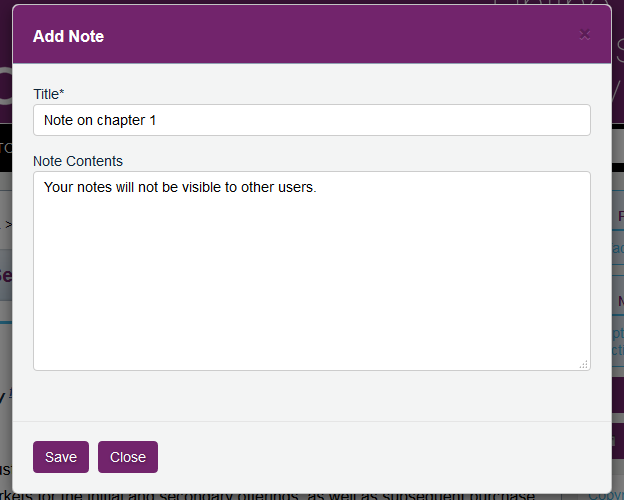 Add Note
×
Title*
Note on chapter 1
Note Contents
Your notes will not be visible to other users.
Save
Close
rkets for the initial and secondary offerings, as well as subsequent purchase